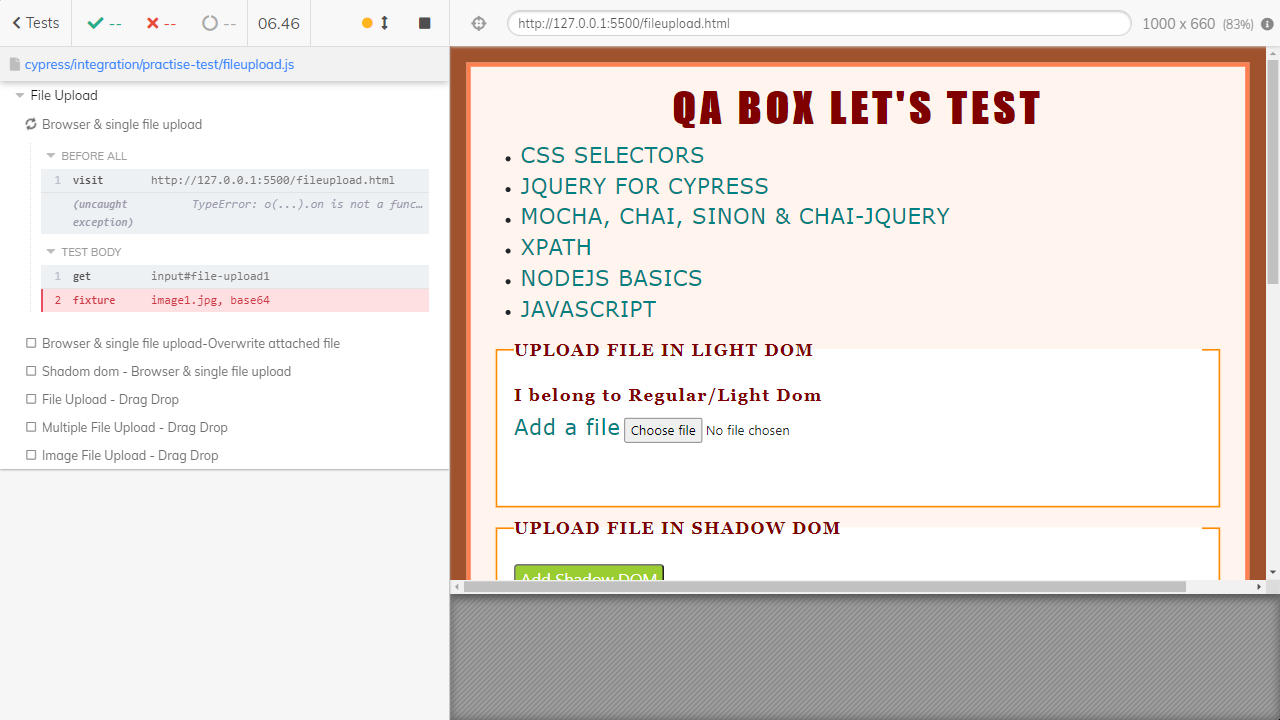 Tests
--
--
--
06.46
http://127.0.0.1:5500/fileupload.html
1000 x 660 (83%)
cypress/integration/practise-test/fileupload.js
File Upload
Browser & single file upload
BEFORE ALL
1 visit http://127.0.0.1:5500/fileupload.html
(uncaught exception) TypeError: o(...).on is not a func…
TEST BODY
1 get input#file-upload1
2 fixture image1.jpg, base64
Browser & single file upload-Overwrite attached file
Shadom dom - Browser & single file upload
File Upload - Drag Drop
Multiple File Upload - Drag Drop
Image File Upload - Drag Drop
QA BOX LET'S TEST
CSS SELECTORS
JQUERY FOR CYPRESS
MOCHA, CHAI, SINON & CHAI-JQUERY
XPATH
NODEJS BASICS
JAVASCRIPT
UPLOAD FILE IN LIGHT DOM
I belong to Regular/Light Dom
Add a file Choose file No file chosen
UPLOAD FILE IN SHADOW DOM
Add Shadow DOM